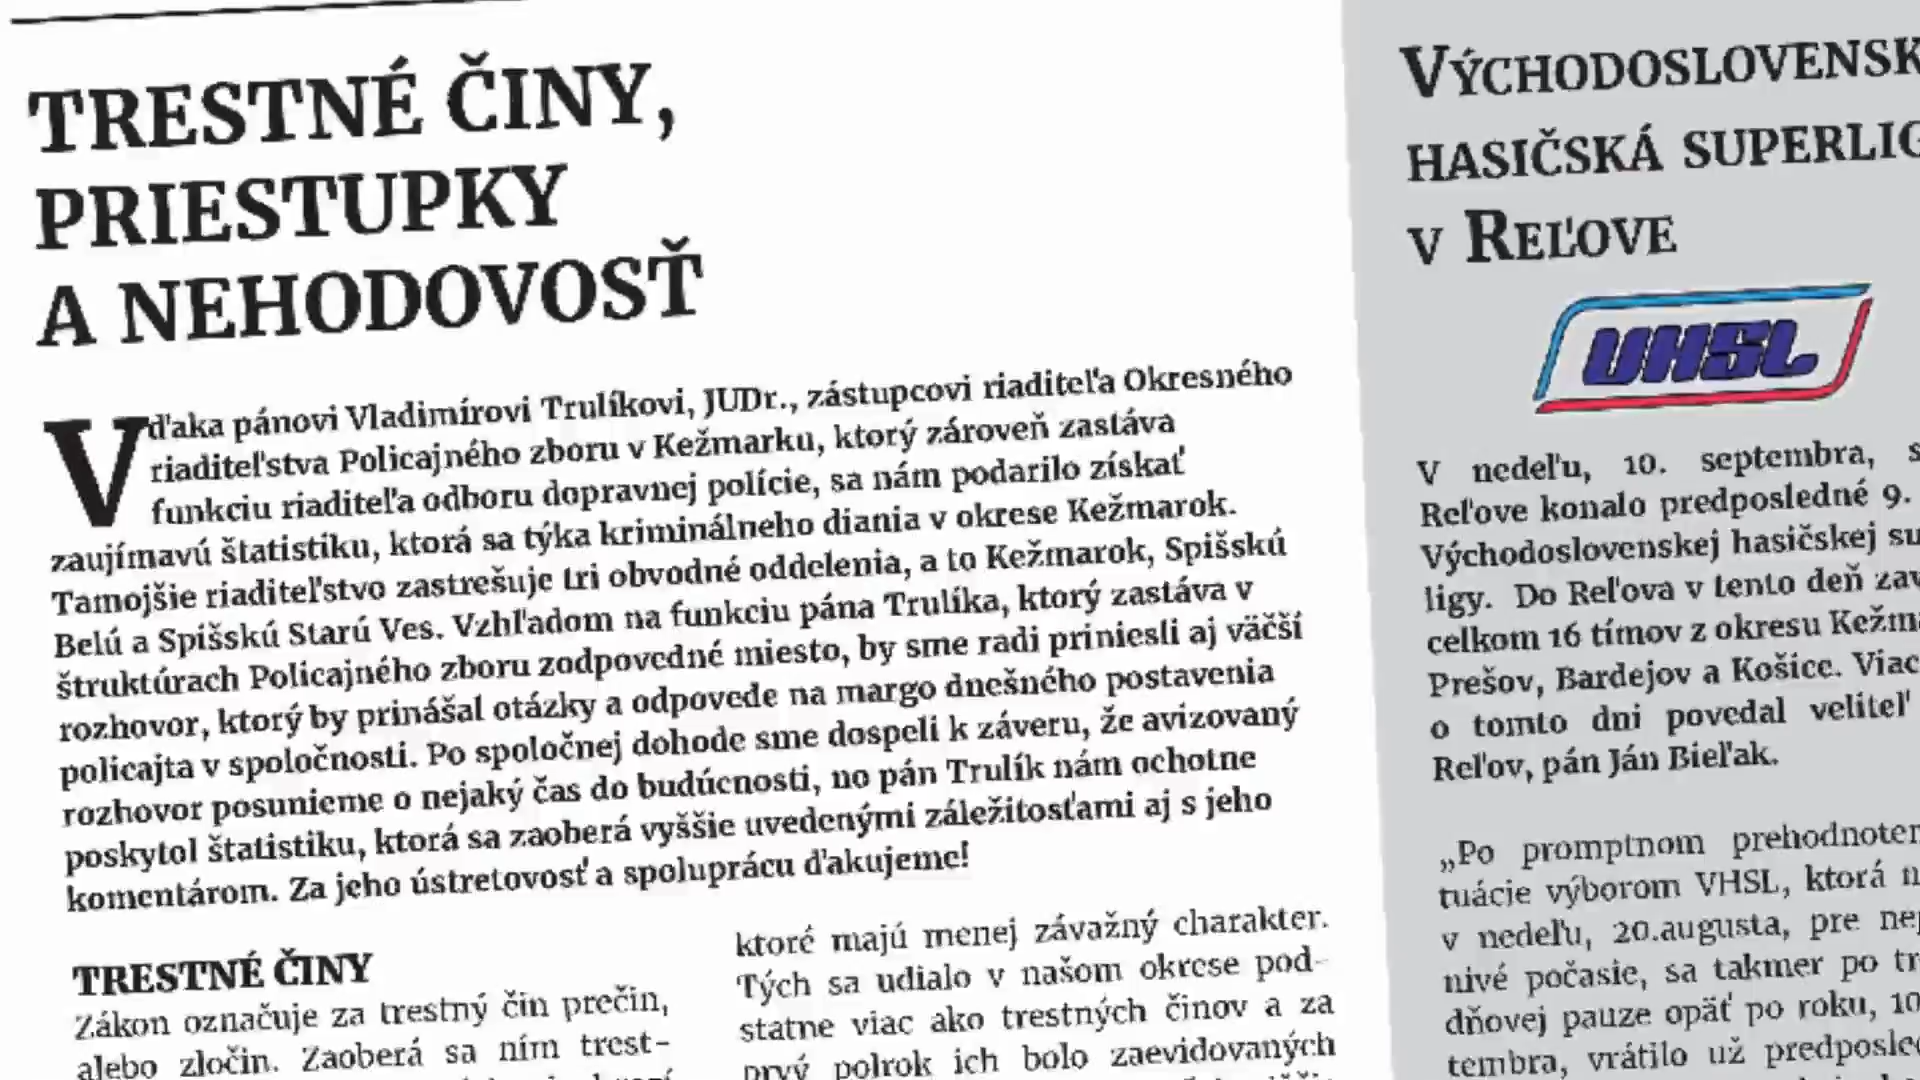 TRESTNÉ ČINY,
PRIESTUPKY
A NEHODOVOSŤ
Vďaka pánovi Vladimírovi Trulíkovi, JUDr., zástupcovi riaditeľa Okresného
riaditeľstva Policajného zboru v Kežmarku, ktorý zároveň zastáva
funkciu riaditeľa odboru dopravnej polície, sa nám podarilo získať
zaujímavú štatistiku, ktorá sa týka kriminálneho diania v okrese Kežmarok.
Tamojšie riaditeľstvo zastrešuje tri obvodné oddelenia, a to Kežmarok, Spišskú
Belú a Spišskú Starú Ves. Vzhľadom na funkciu pána Trulíka, ktorý zastáva v
štruktúrach Policajného zboru zodpovedné miesto, by sme radi priniesli aj väčší
rozhovor, ktorý by prinášal otázky a odpovede na margo dnešného postavenia
policajta v spoločnosti. Po spoločnej dohode sme dospeli k záveru, že avizovaný
rozhovor posunieme o nejaký čas do budúcnosti, no pán Trulík nám ochotne
poskytol štatistiku, ktorá sa zaoberá vyššie uvedenými záležitosťami aj s jeho
komentárom. Za jeho ústretovosť a spoluprácu ďakujeme!
TRESTNÉ ČINY
Zákon označuje za trestný čin prečin,
alebo zločin. Zaoberá sa ním trest-
ktoré majú menej závažný charakter.
Tých sa udialo v našom okrese pod-
statne viac ako trestných činov a za
prvý polrok ich bolo zaevidovaných
VÝCHODOSLOVENSK
HASIČSKÁ SUPERLIG
V REĽOVE
VHSL
V nedeľu, 10. septembra, s
Reľove konalo predposledné 9.
Východoslovenskej hasičskej su
ligy. Do Reľova v tento deň zav
celkom 16 tímov z okresu Kežma
Prešov, Bardejov a Košice. Viac
o tomto dni povedal veliteľ
Reľov, pán Ján Bieľak.
„Po promptnom prehodnoten
tuácie výborom VHSL, ktorá n
v nedeľu, 20.augusta, pre nep
nivé počasie, sa takmer po tr
dňovej pauze opäť po roku, 10
tembra, vrátilo už predposled